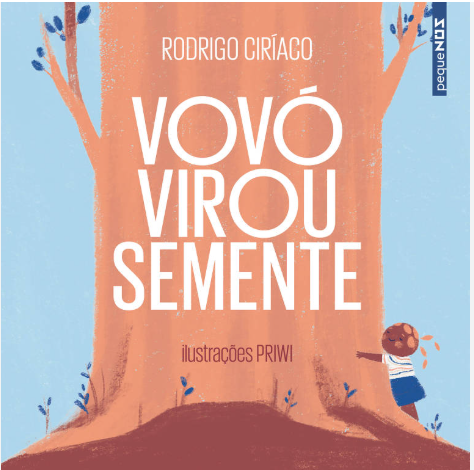 RODRIGO CIRÍACO
pequeNOS
VOVÓ
VIROU
SEMENTE
ilustrações PRIWI